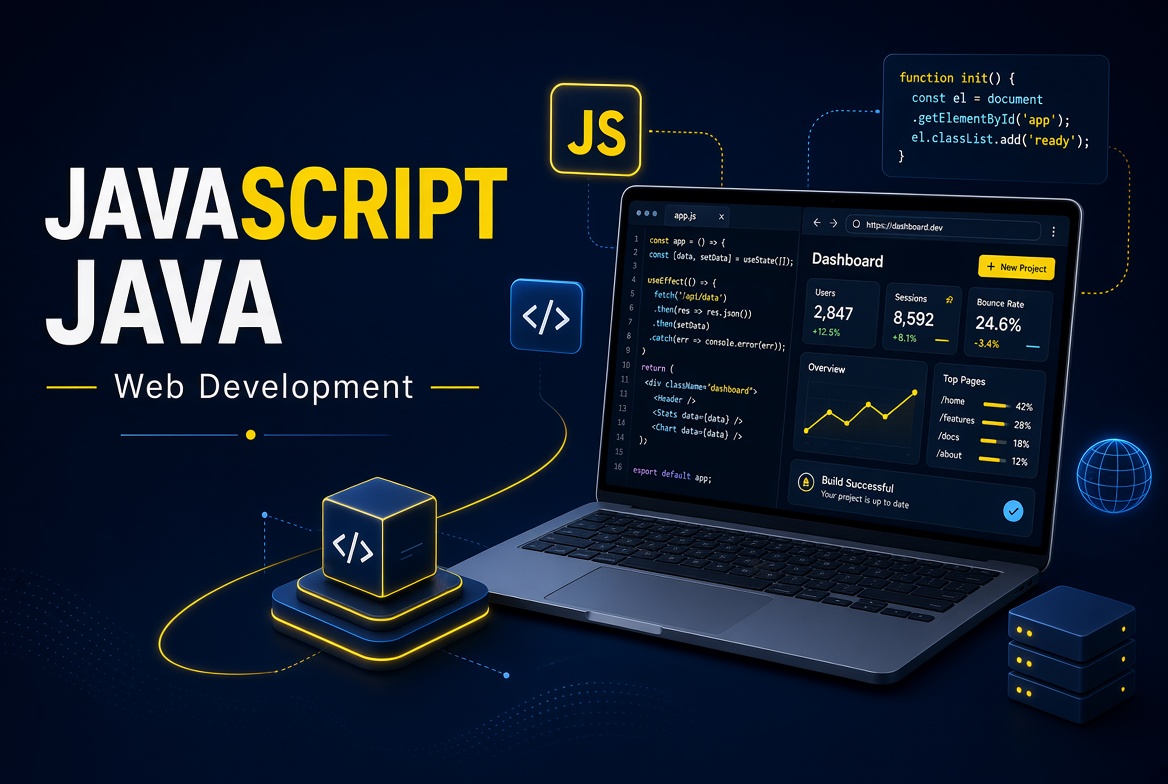 JAVASCRIPT
JAVA
Web Development
JS
</>
</>
function init() {
const el = document
.getElementById('app');
el.classList.add('ready');
}
app.js x
1 const app = () => {
2 const [data, setData] = useState([]);
3
4 useEffect(() => {
5 fetch('/api/data')
6 .then(res => res.json())
7 .then(setData)
8 .catch(err => console.error(err));
9 )
10 return (
11 <div className="dashboard">
11 <Header />
13 <Stats data={data} />
14 <Chart data={data} />
14 );
15
16 esport default app;
https://dashboard.dev
Dashboard
+ New Project
Users
2,847
+12.5%
Sessions
8,592
+8.1%
Bounce Rate
24.6%
-3.4%
Overview
Top Pages
/home 42%
/features 28%
/docs 18%
/about 12%
Build Successful
Your project is up to date